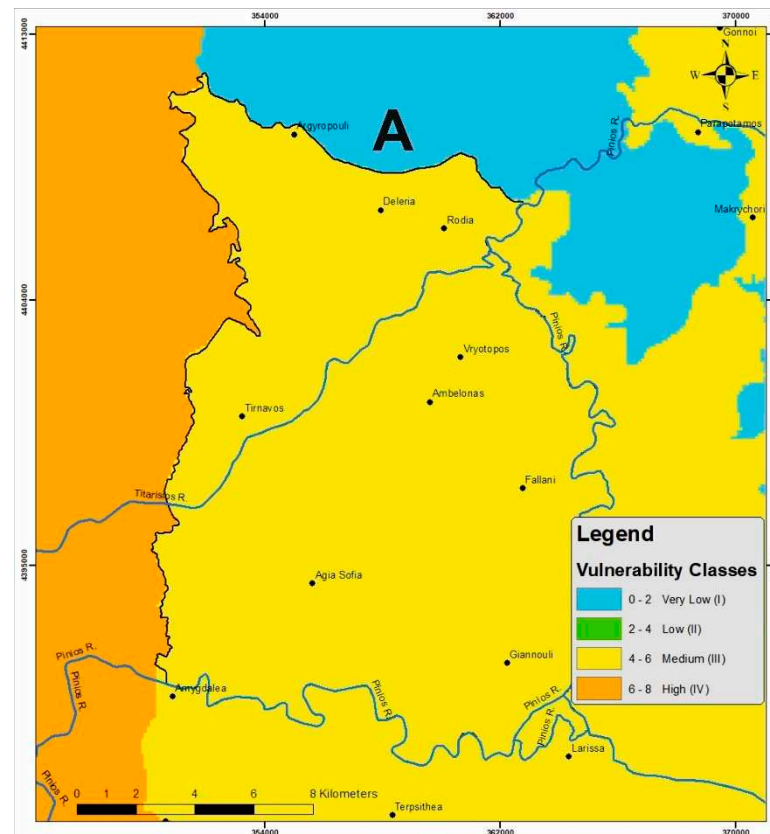 354000 362000 370000
4413000
Gonnoi
N
W E
S
A
Argyropouli
Pinios R.
Parapotamos
Deleria
Makrychori
Rodia
4404000
Pinios R.
Vryotopos
Ambelonas
Tirnavos
Titarisios R.
Fallani
Legend
Vulnerability Classes
0 - 2 Very Low (I)
2 - 4 Low (II)
4 - 6 Medium (III)
6 - 8 High (IV)
4395000
Agia Sofia
Giannouli
Pinios R.
Pinios R.
Amygdalea
Pinios R.
Pinios R.
Pinios R.
Larissa
Pinios R.
0 1 2 4 6 8 Kilometers
Terpsithea
354000 362000 370000